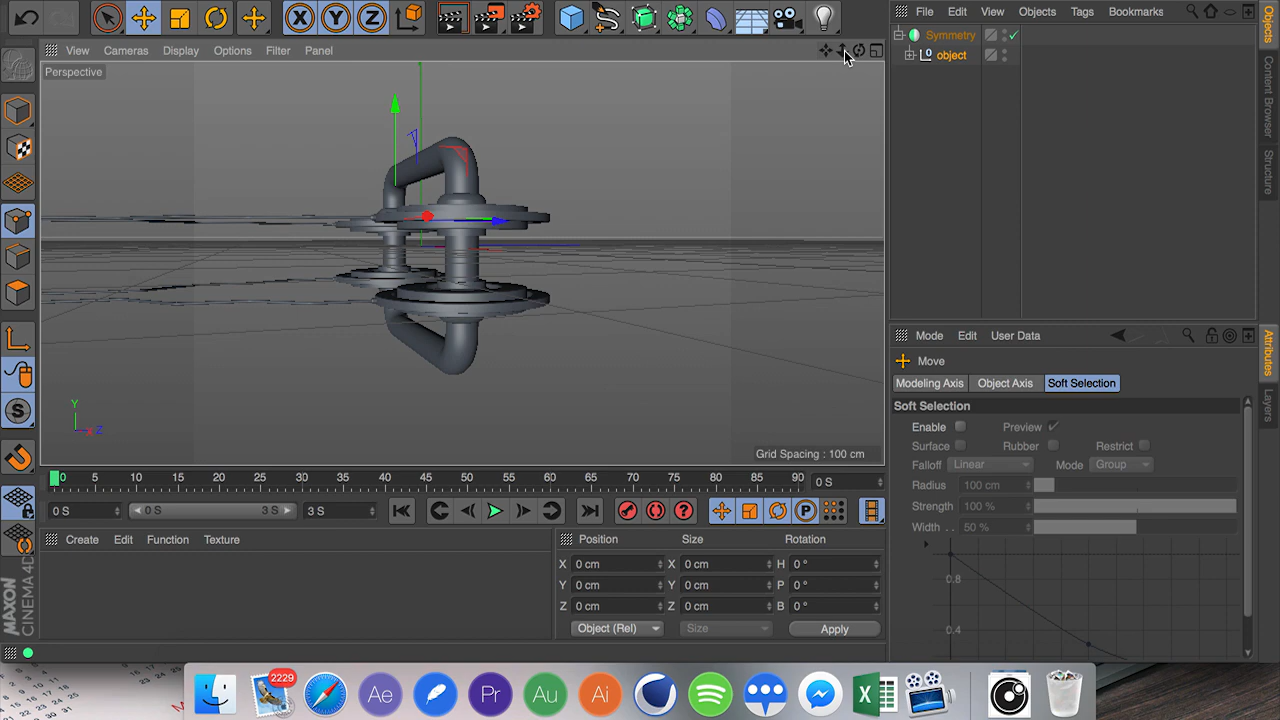 X Y Z
File Edit View Objects Tags Bookmarks
Symmetry
0 object
Objects
Content Browser
Structure
View Cameras Display Options Filter Panel
Perspective
Y
X Z
Grid Spacing : 100 cm
S
Mode Edit User Data
Move
Modeling Axis Object Axis Soft Selection
Soft Selection
Enable Preview
Surface Rubber Restrict
Falloff Linear Mode Group
Radius 100 cm
Strength 100 %
Width . . 50 %
0.8
0.4
Attributes
Layers
0 5 10 15 20 25 30 35 40 45 50 55 60 65 70 75 80 85 90 0 S
0 S 0 S 3 S 3 S
P
Create Edit Function Texture
Position Size Rotation
X 0 cm X 0 cm H 0 °
Y 0 cm Y 0 cm P 0 °
Z 0 cm Z 0 cm B 0 °
Object (Rel) Size Apply
MAXON
CINEMA 4D
2229
Ae Pr Au Ai